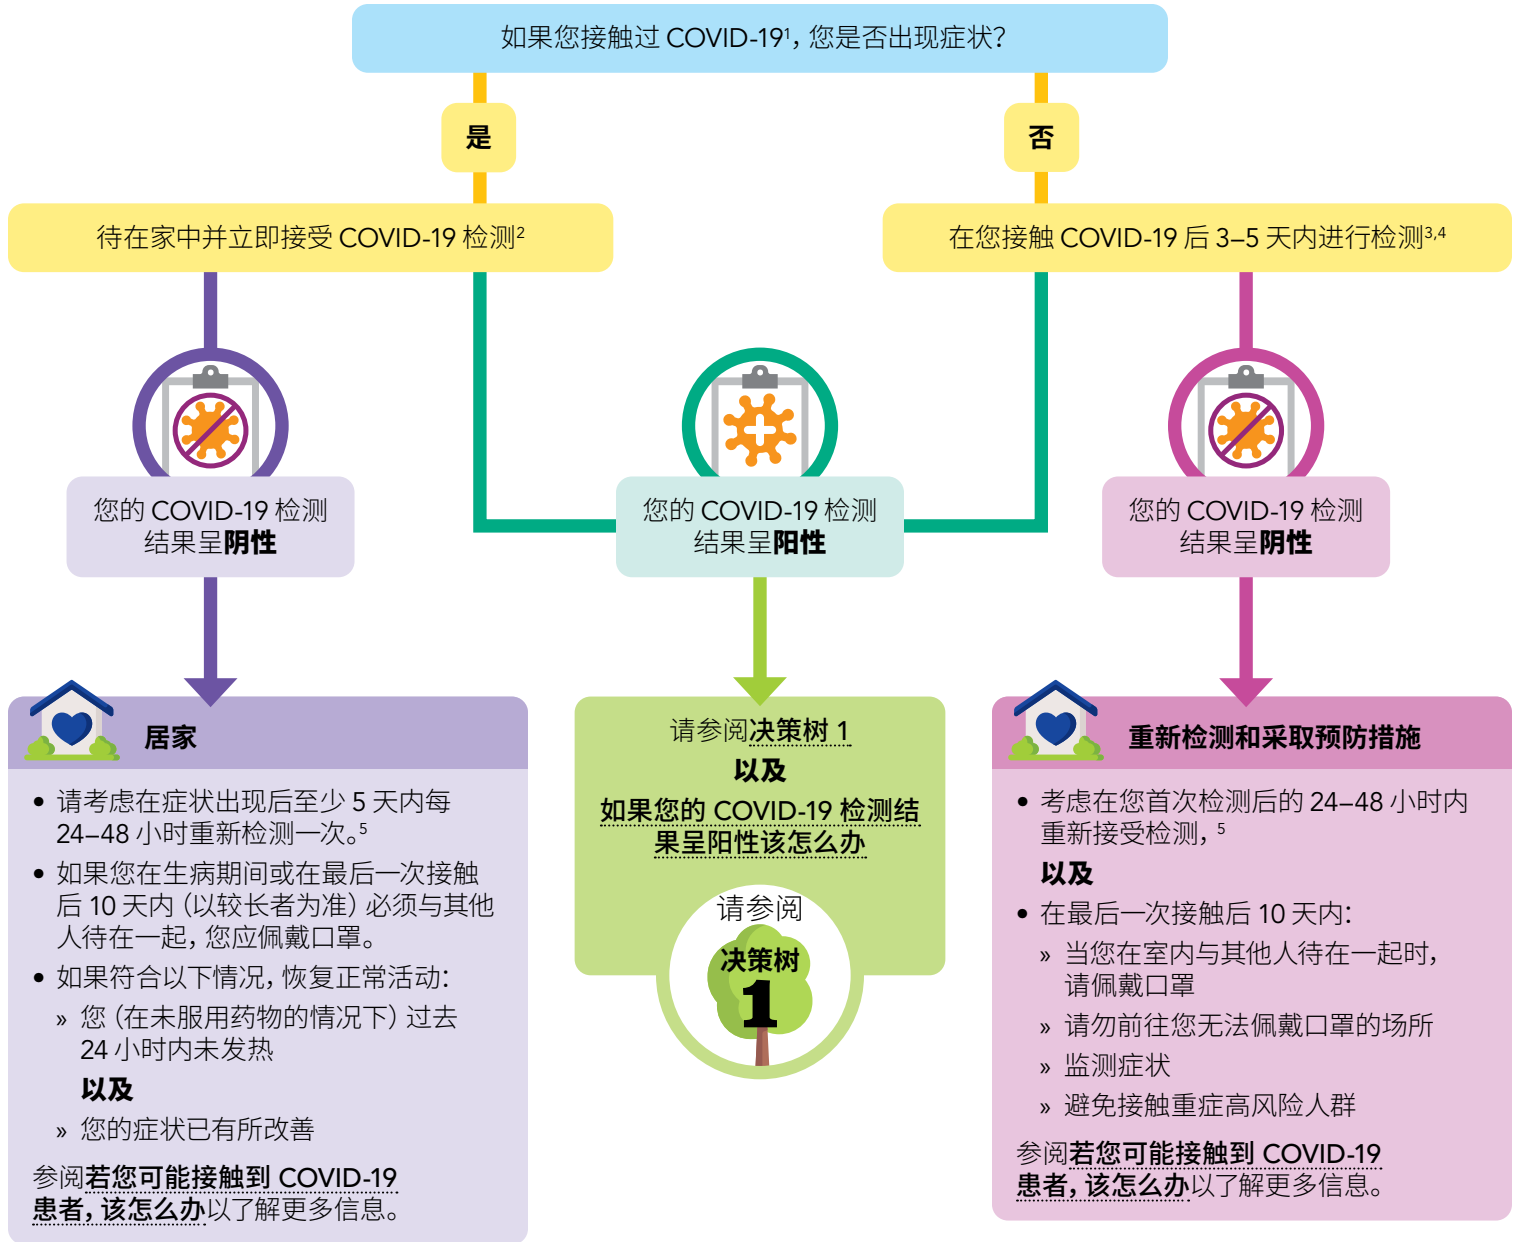 如果您接触过 COVID-19¹，您是否出现症状？
是
否
待在家中并立即接受 COVID-19 检测²
在您接触 COVID-19 后 3–5 天内进行检测³,⁴
您的 COVID-19 检测
结果呈阴性
您的 COVID-19 检测
结果呈阳性
您的 COVID-19 检测
结果呈阴性
居家
• 请考虑在症状出现后至少 5 天内每
24–48 小时重新检测一次。⁵
• 如果您在生病期间或在最后一次接触
后 10 天内（以较长者为准）必须与其他
人待在一起，您应佩戴口罩。
• 如果符合以下情况，恢复正常活动：
» 您（在未服用药物的情况下）过去
24 小时内未发热
以及
» 您的症状已有所改善
参阅若您可能接触到 COVID-19
患者，该怎么办以了解更多信息。
请参阅决策树 1
以及
如果您的 COVID-19 检测结
果呈阳性该怎么办
请参阅
决策树
1
重新检测和采取预防措施
• 考虑在您首次检测后的 24–48 小时内
重新接受检测，⁵
以及
• 在最后一次接触后 10 天内：
» 当您在室内与其他人待在一起时，
请佩戴口罩
» 请勿前往您无法佩戴口罩的场所
» 监测症状
» 避免接触重症高风险人群
参阅若您可能接触到 COVID-19
患者，该怎么办以了解更多信息。